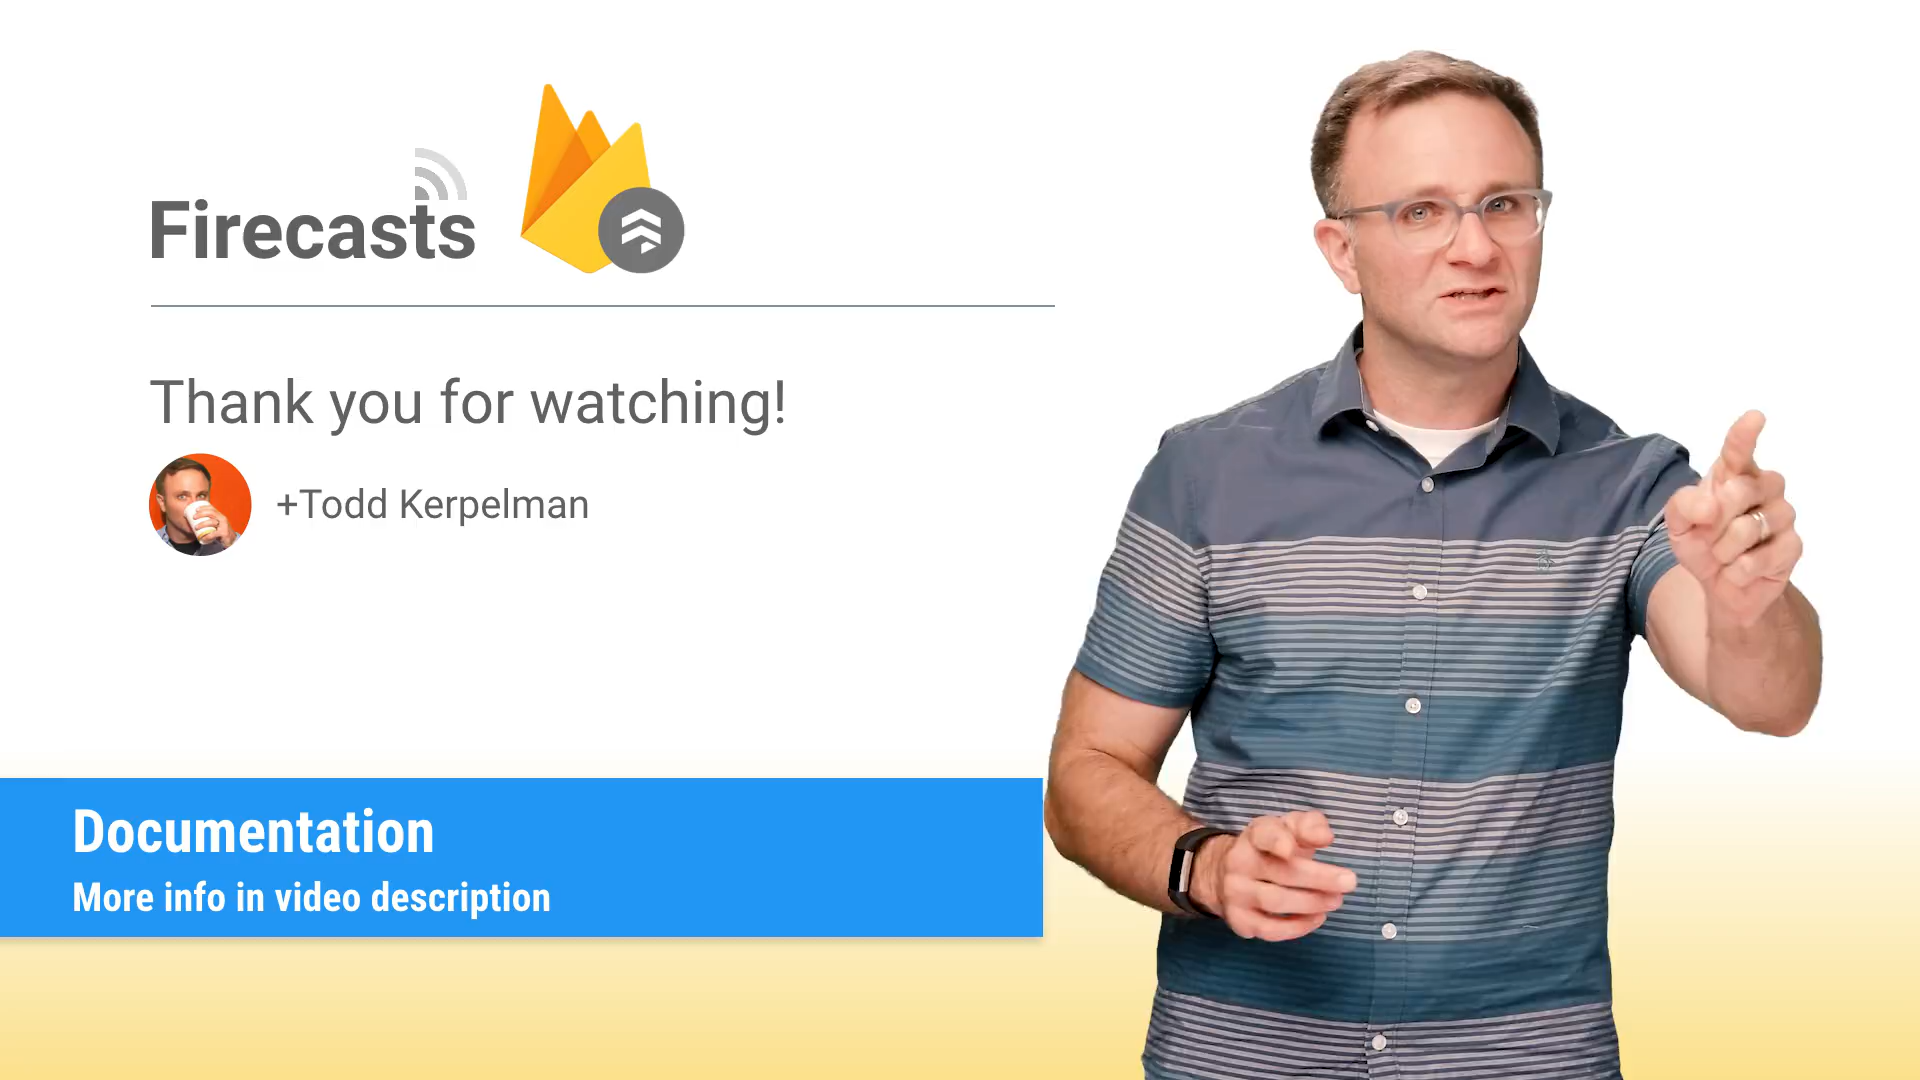 Firecasts
Thank you for watching!
+Todd Kerpelman
Documentation
More info in video description